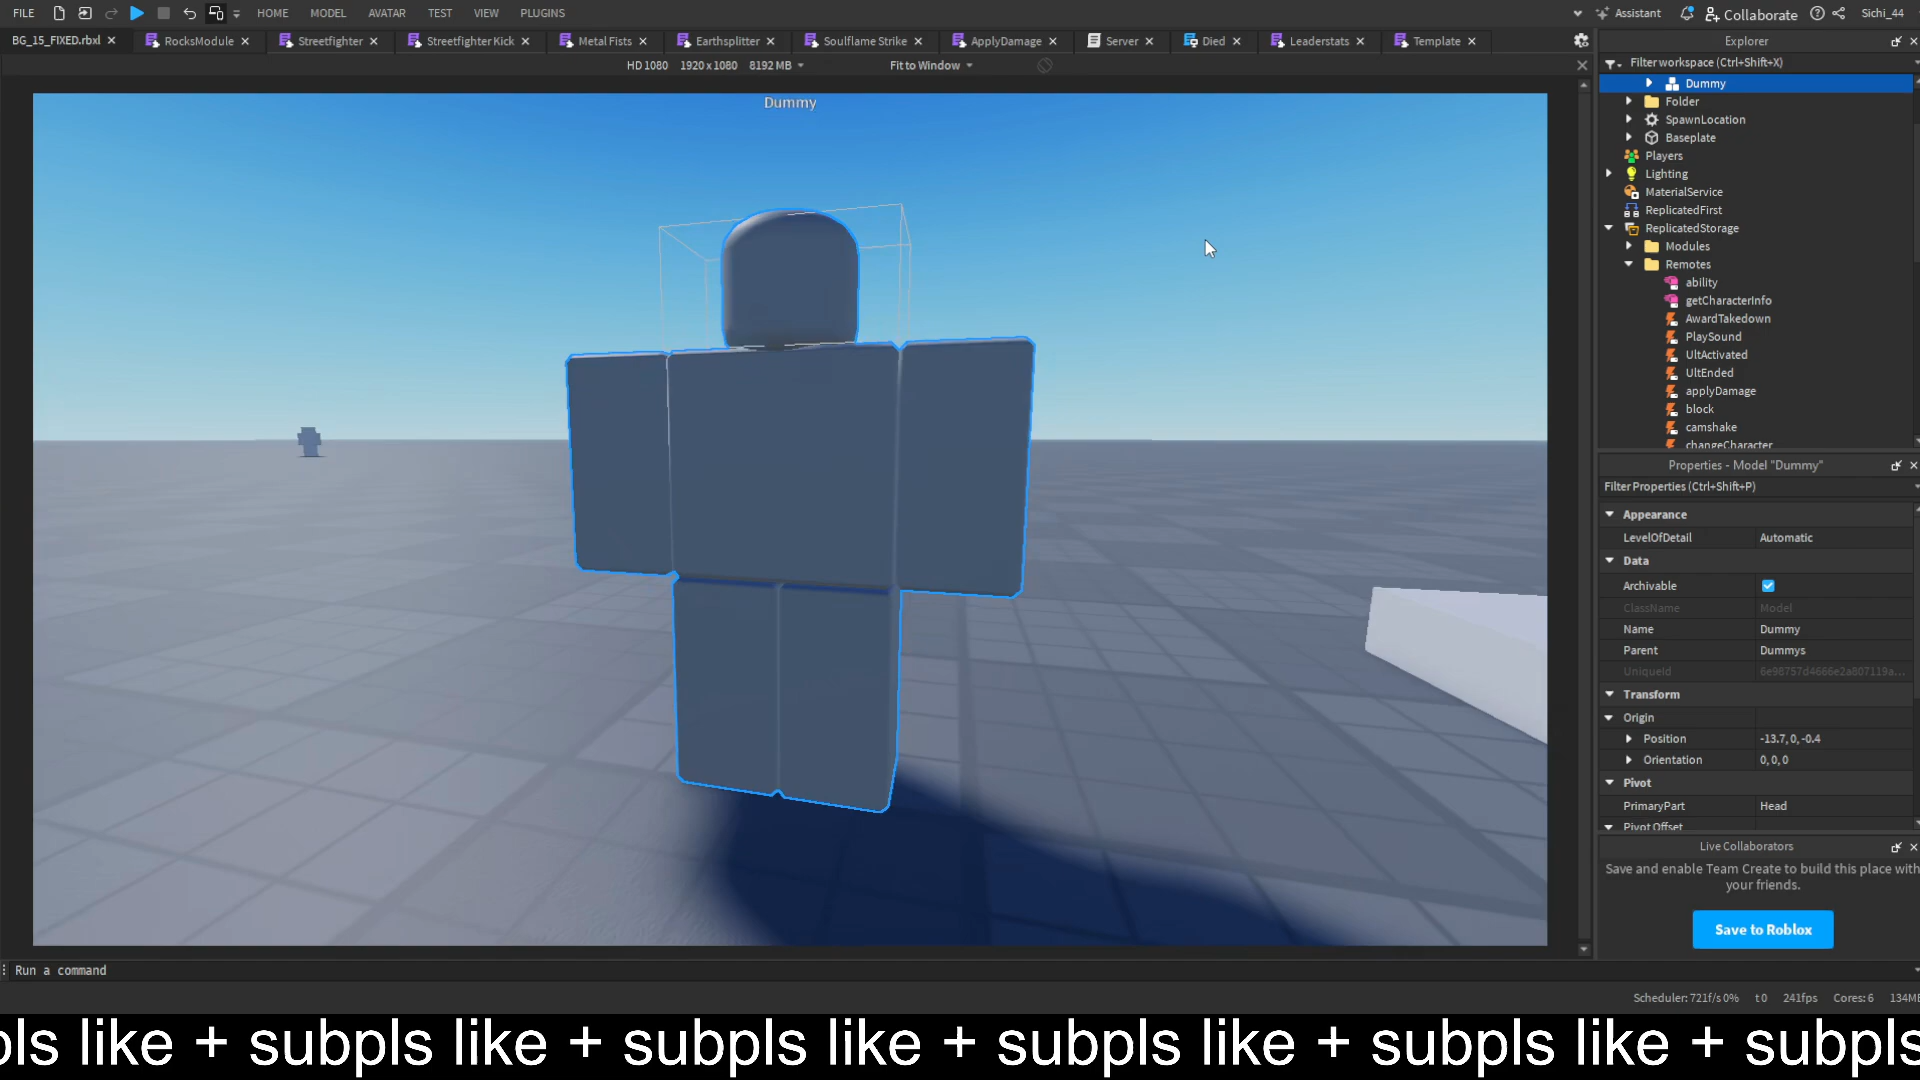 FILE HOME MODEL AVATAR TEST VIEW PLUGINS Assistant Collaborate Sichi_44
BG_15_FIXED.rbxl RocksModule Streetfighter Streetfighter Kick Metal Fists Earthsplitter Soulflame Strike ApplyDamage Server Died Leaderstats Template
HD 1080 1920 x 1080 8192 MB Fit to Window
Dummy
Explorer
Filter workspace (Ctrl+Shift+X)
Dummy
Folder
SpawnLocation
Baseplate
Players
Lighting
MaterialService
ReplicatedFirst
ReplicatedStorage
Modules
Remotes
ability
getCharacterInfo
AwardTakedown
PlaySound
UltActivated
UltEnded
applyDamage
block
camshake
changeCharacter
Properties - Model "Dummy"
Filter Properties (Ctrl+Shift+P)
Appearance
LevelOfDetail Automatic
Data
Archivable
ClassName Model
Name Dummy
Parent Dummys
UniqueId 6e98757d4666e2a807119a...
Transform
Origin
Position -13.7, 0, -0.4
Orientation 0, 0, 0
Pivot
PrimaryPart Head
Pivot Offset
Live Collaborators
Save and enable Team Create to build this place with
your friends.
Save to Roblox
Run a command
Scheduler: 721f/s 0% t 0 241fps Cores: 6 134MB
pls like + subpls like + subpls like + subpls like + subpls like + subpls